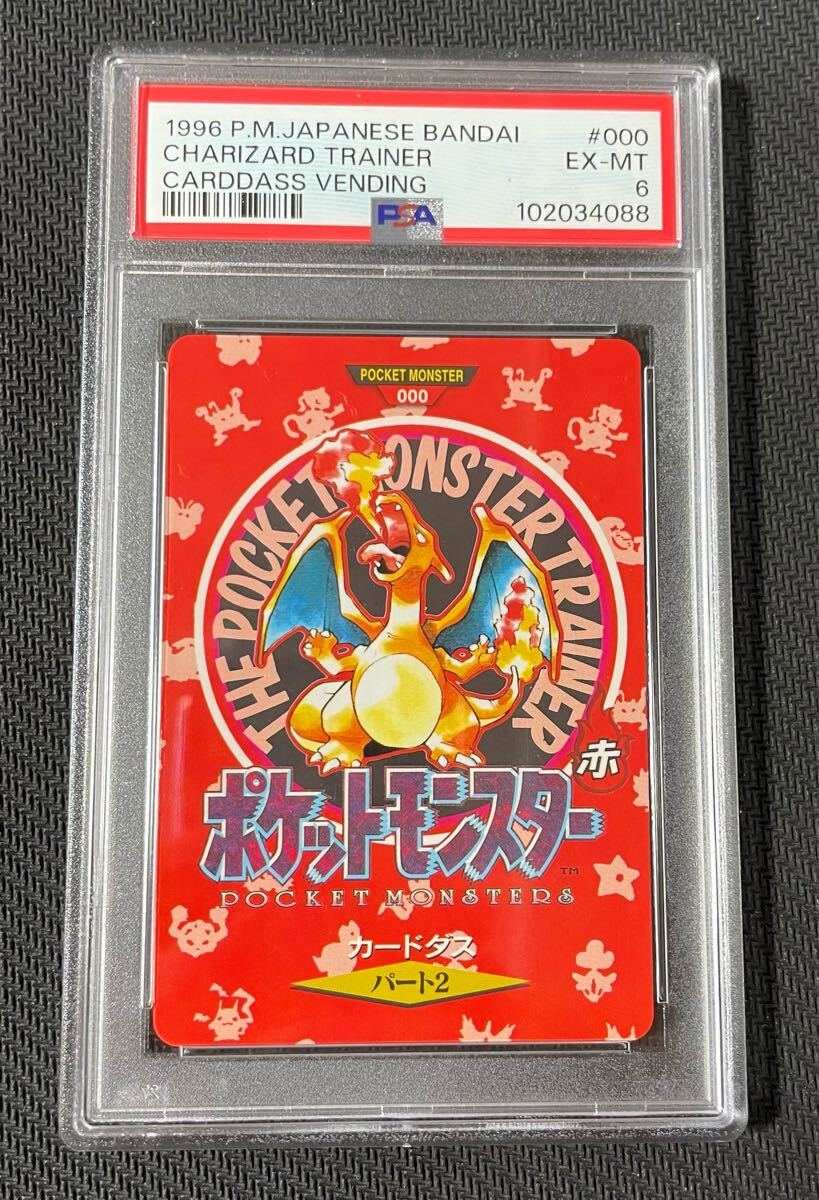 1996 P.M.JAPANESE BANDAI #000
CHARIZARD TRAINER EX-MT
CARDDASS VENDING 6
PSA 102034088
POCKET MONSTER
000
THE POCKET MONSTER TRAINER
赤
ポケットモンスター
TM
POCKET MONSTERS
カードダス
パート2